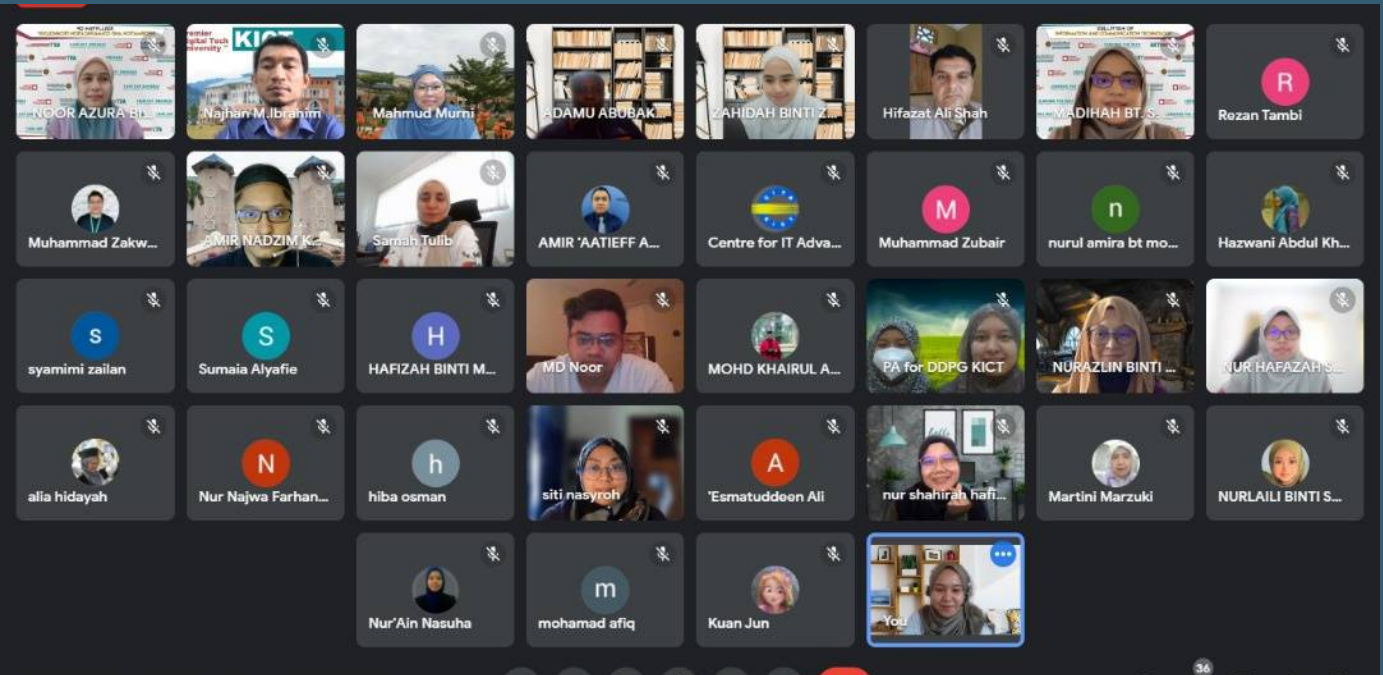 KICT
NOOR AZURA BI...
Najhan M.Ibrahim
Mahmud Murni
ADAMU ABUBAK...
ZAHIDAH BINTI Z...
Hifazat Ali Shah
MADIHAH BT. S...
R
Rezan Tambi
Muhammad Zakw...
AMIR NADZIM K...
Samah Tulib
AMIR 'AATIEFF A...
Centre for IT Adva...
M
Muhammad Zubair
n
nurul amira bt mo...
Hazwani Abdul Kh...
s
syamimi zailan
S
Sumaia Alyafie
H
HAFIZAH BINTI M...
MD Noor
MOHD KHAIRUL A...
PA for DDPG KICT
NURAZLIN BINTI ...
NUR HAFAZAH S...
alia hidayah
N
Nur Najwa Farhan...
h
hiba osman
siti nasyroh
A
'Esmatuddeen Ali
nur shahirah hafi...
Martini Marzuki
NURLAILI BINTI S...
Nur'Ain Nasuha
m
mohamad afiq
Kuan Jun
You
36